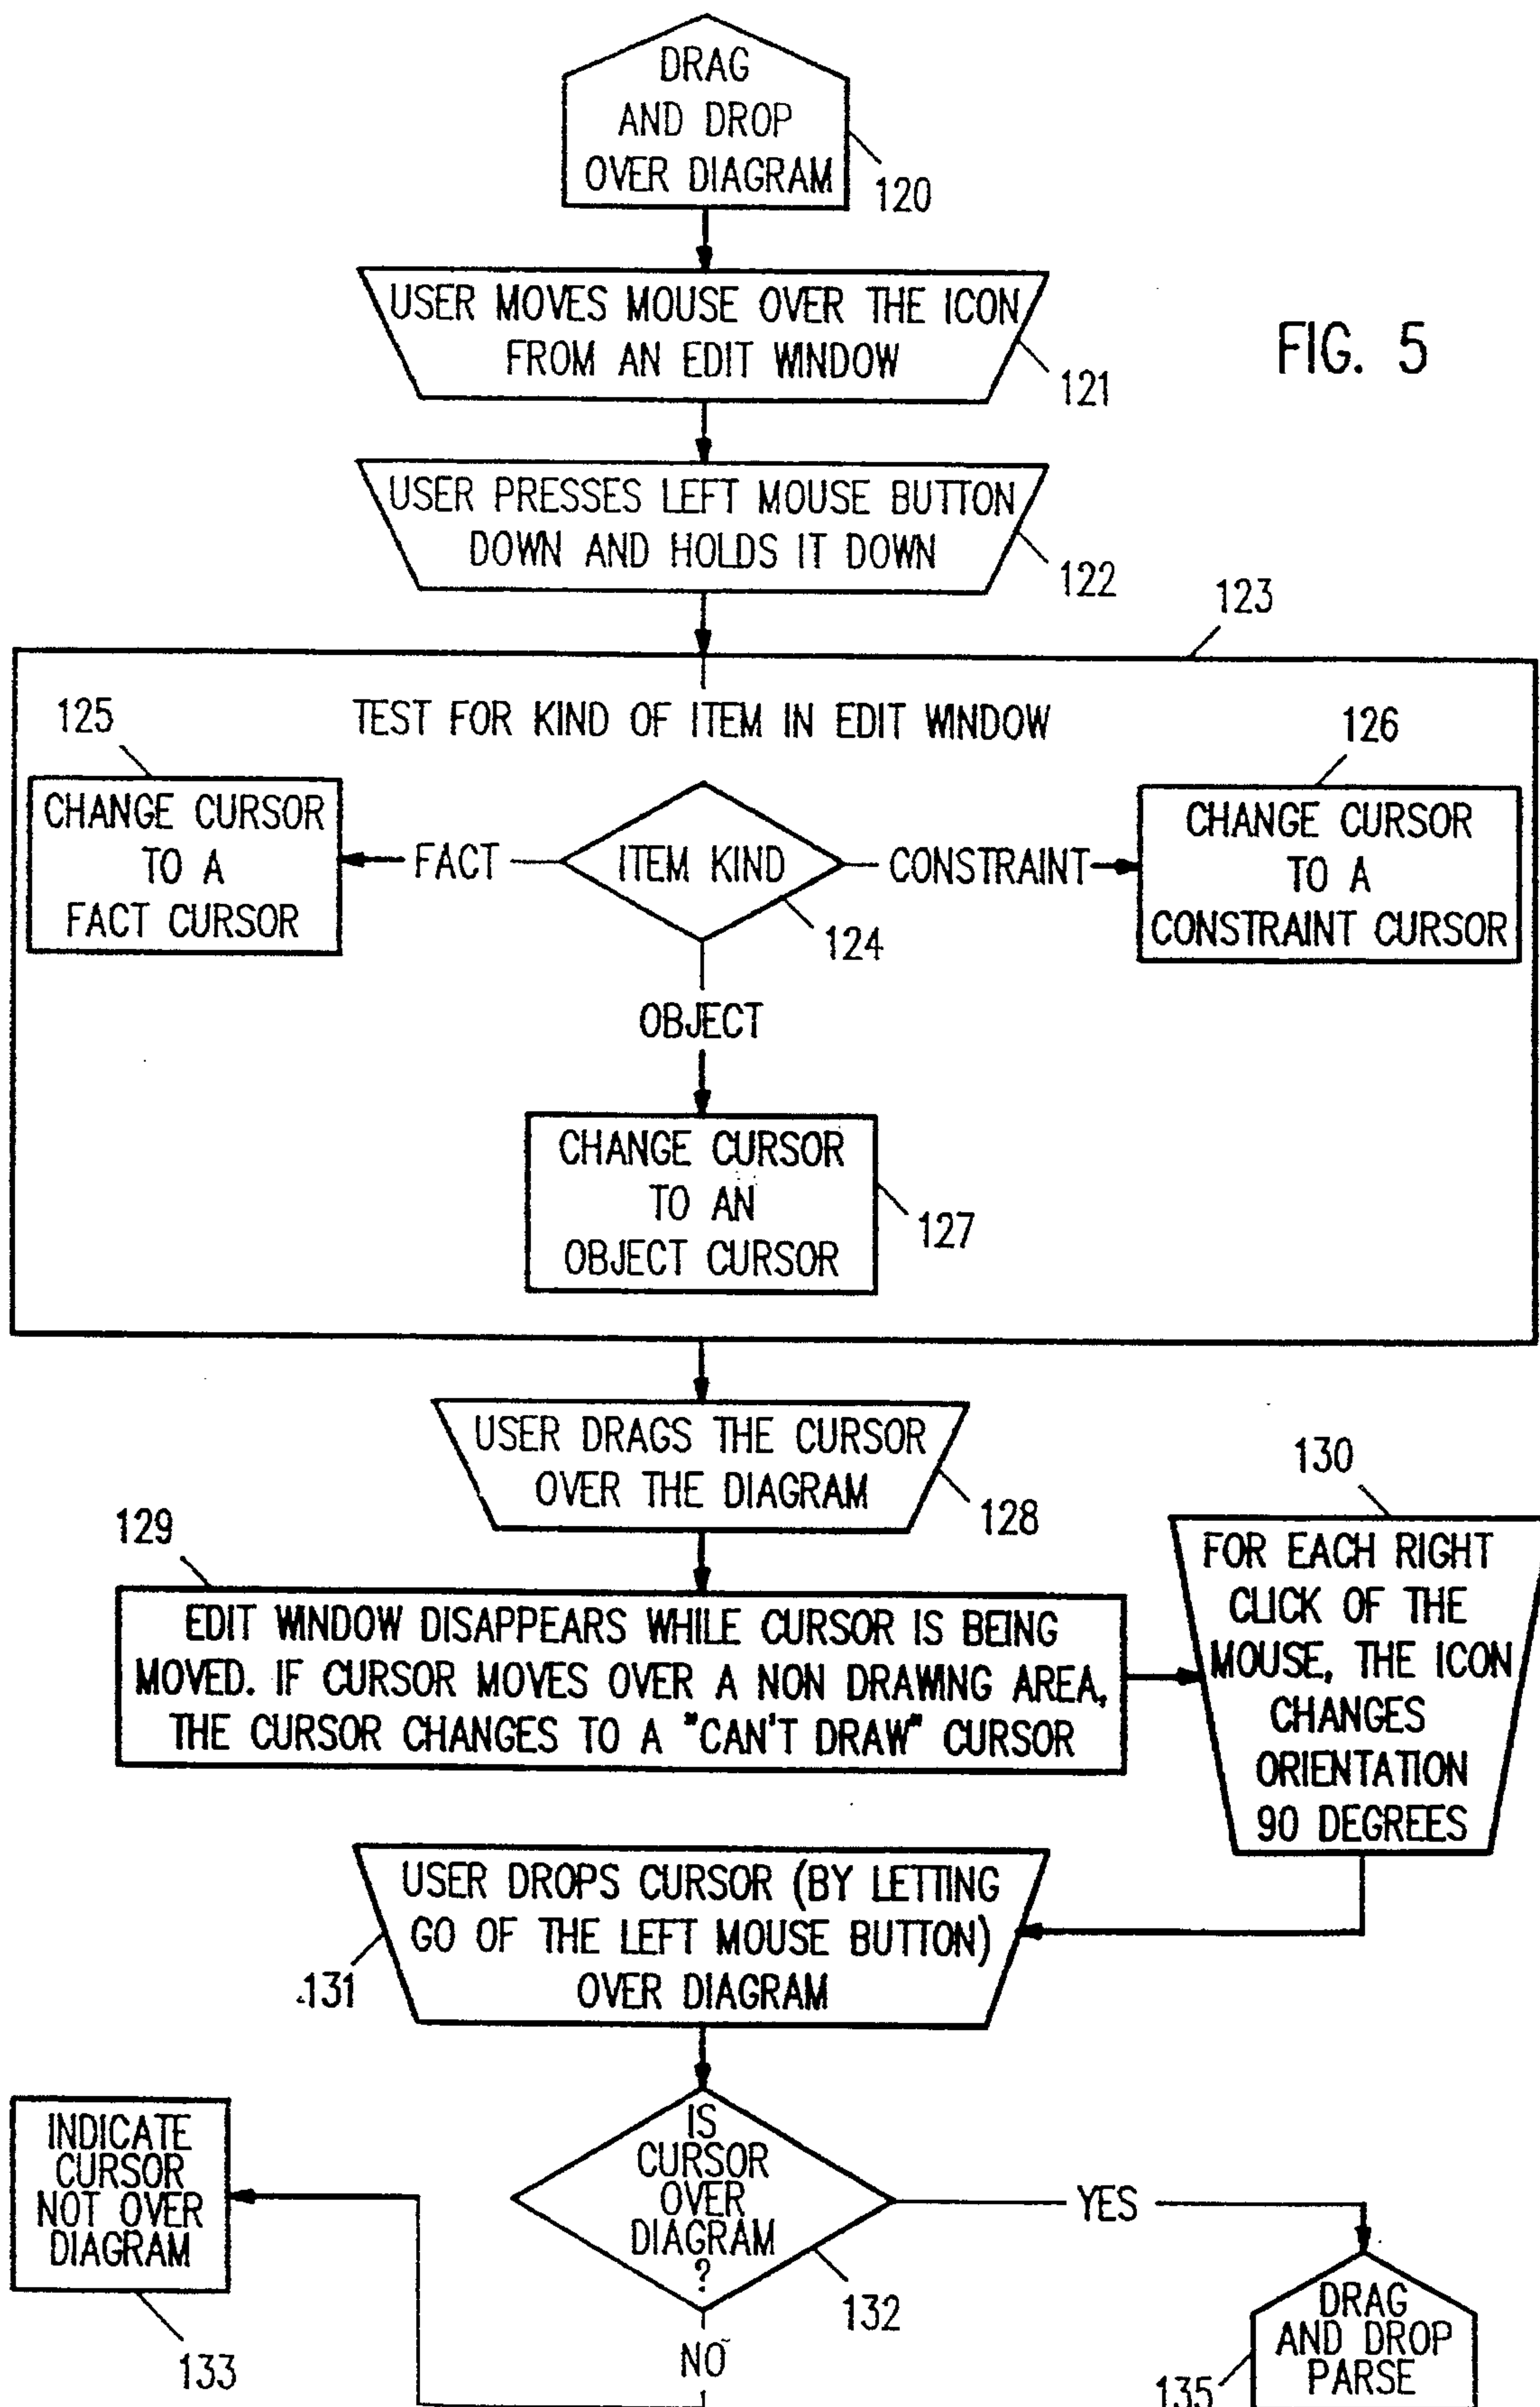 DRAG
AND DROP
OVER DIAGRAM
120
USER MOVES MOUSE OVER THE ICON
FROM AN EDIT WINDOW
121
FIG. 5
USER PRESSES LEFT MOUSE BUTTON
DOWN AND HOLDS IT DOWN
122
123
TEST FOR KIND OF ITEM IN EDIT WINDOW
125
CHANGE CURSOR
TO A
FACT CURSOR
FACT
ITEM KIND
124
CONSTRAINT
126
CHANGE CURSOR
TO A
CONSTRAINT CURSOR
OBJECT
CHANGE CURSOR
TO AN
OBJECT CURSOR
127
USER DRAGS THE CURSOR
OVER THE DIAGRAM
128
129
EDIT WINDOW DISAPPEARS WHILE CURSOR IS BEING
MOVED. IF CURSOR MOVES OVER A NON DRAWING AREA,
THE CURSOR CHANGES TO A "CAN'T DRAW" CURSOR
130
FOR EACH RIGHT
CLICK OF THE
MOUSE, THE ICON
CHANGES
ORIENTATION
90 DEGREES
USER DROPS CURSOR (BY LETTING
GO OF THE LEFT MOUSE BUTTON)
OVER DIAGRAM
131
IS
CURSOR
OVER
DIAGRAM
?
132
NO
YES
INDICATE
CURSOR
NOT OVER
DIAGRAM
133
DRAG
AND DROP
PARSE
135